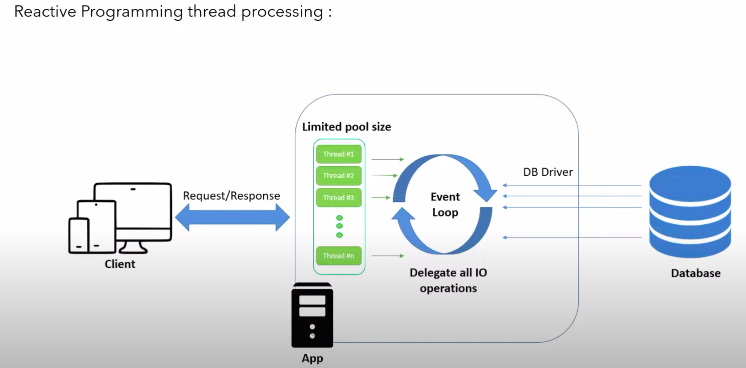 Reactive Programming thread processing :
Limited pool size
Thread #1
Thread #2
Thread #3
Thread #n
Request/Response
Client
Event
Loop
Delegate all IO
operations
DB Driver
Database
App